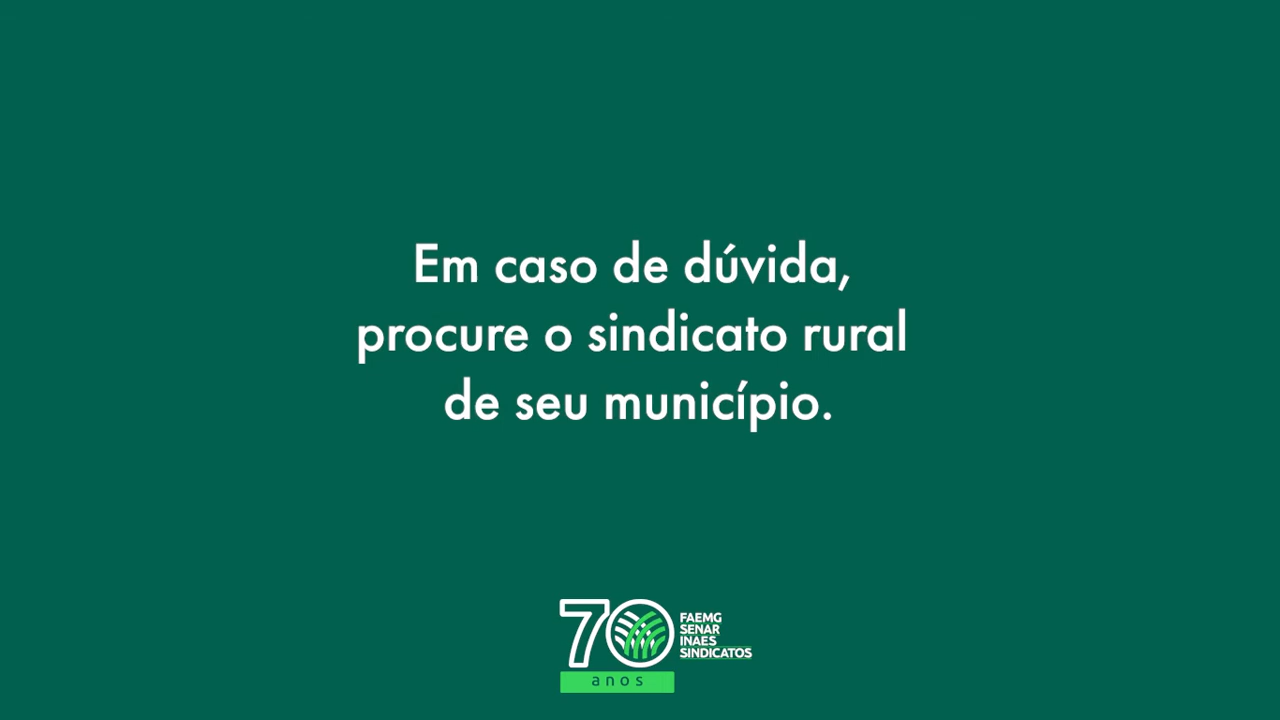 Em caso de dúvida,
procure o sindicato rural
de seu município.
70
anos
FAEMG
SENAR
INAES
SINDICATOS